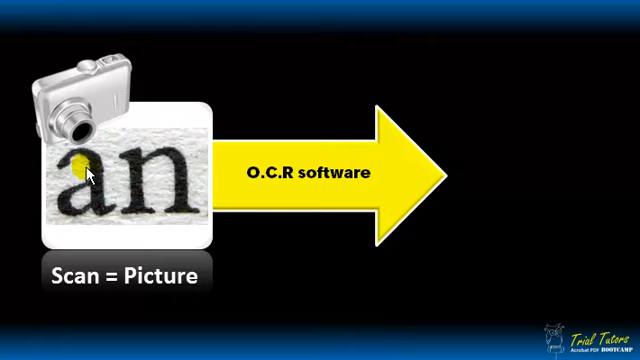 an
O.C.R software
Scan = Picture
Trial Tutors
Acrobat PDF BOOTCAMP